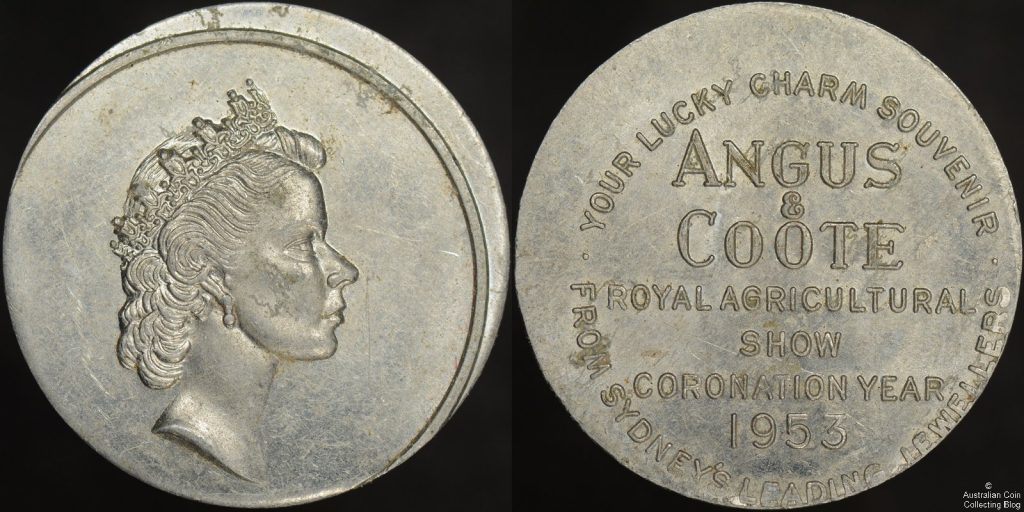 YOUR LUCKY CHARM SOUVENIR
ANGUS
&
COOTE
ROYAL AGRICULTURAL
SHOW
CORONATION YEAR
1953
· FROM SYDNEY'S LEADING JEWELLERS ·
©
Australian Coin
Collecting Blog